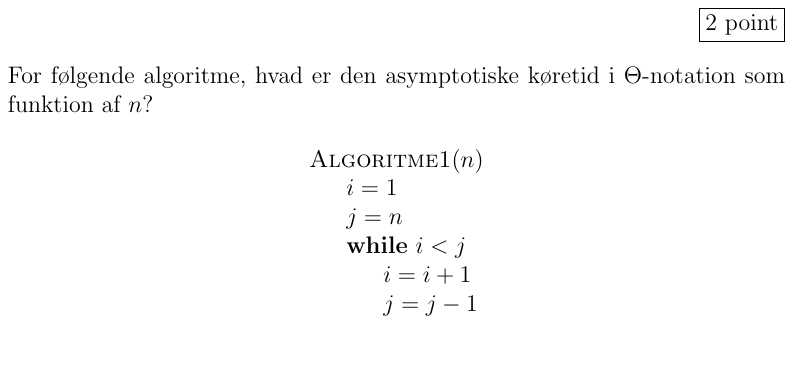 2 point
For følgende algoritme, hvad er den asymptotiske køretid i Θ-notation som
funktion af n?
ALGORITME1(n)
i = 1
j = n
while i < j
i = i + 1
j = j − 1